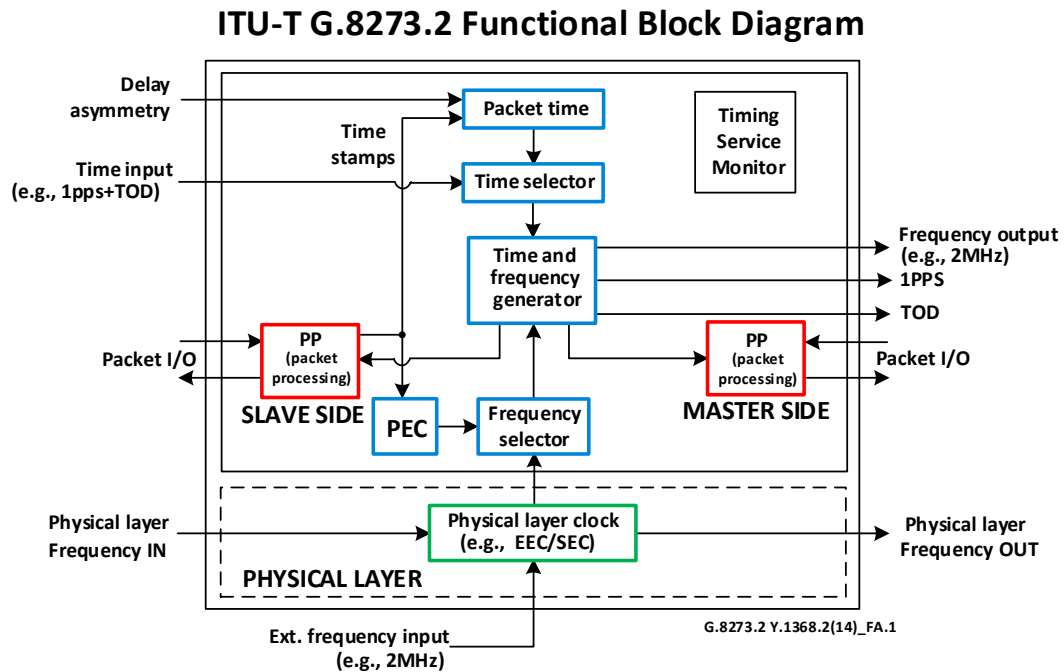 ITU-T G.8273.2 Functional Block Diagram
Delay
asymmetry
Packet time
Timing
Service
Monitor
Time
stamps
Time input
(e.g., 1pps+TOD)
Time selector
Frequency output
(e.g., 2MHz)
Time and
frequency
generator
1PPS
TOD
PP
(packet
processing)
Packet I/O
SLAVE SIDE
PP
(packet
processing)
Packet I/O
MASTER SIDE
PEC
Frequency
selector
Physical layer
Frequency IN
Physical layer clock
(e.g., EEC/SEC)
Physical layer
Frequency OUT
PHYSICAL LAYER
G.8273.2 Y.1368.2(14)_FA.1
Ext. frequency input
(e.g., 2MHz)